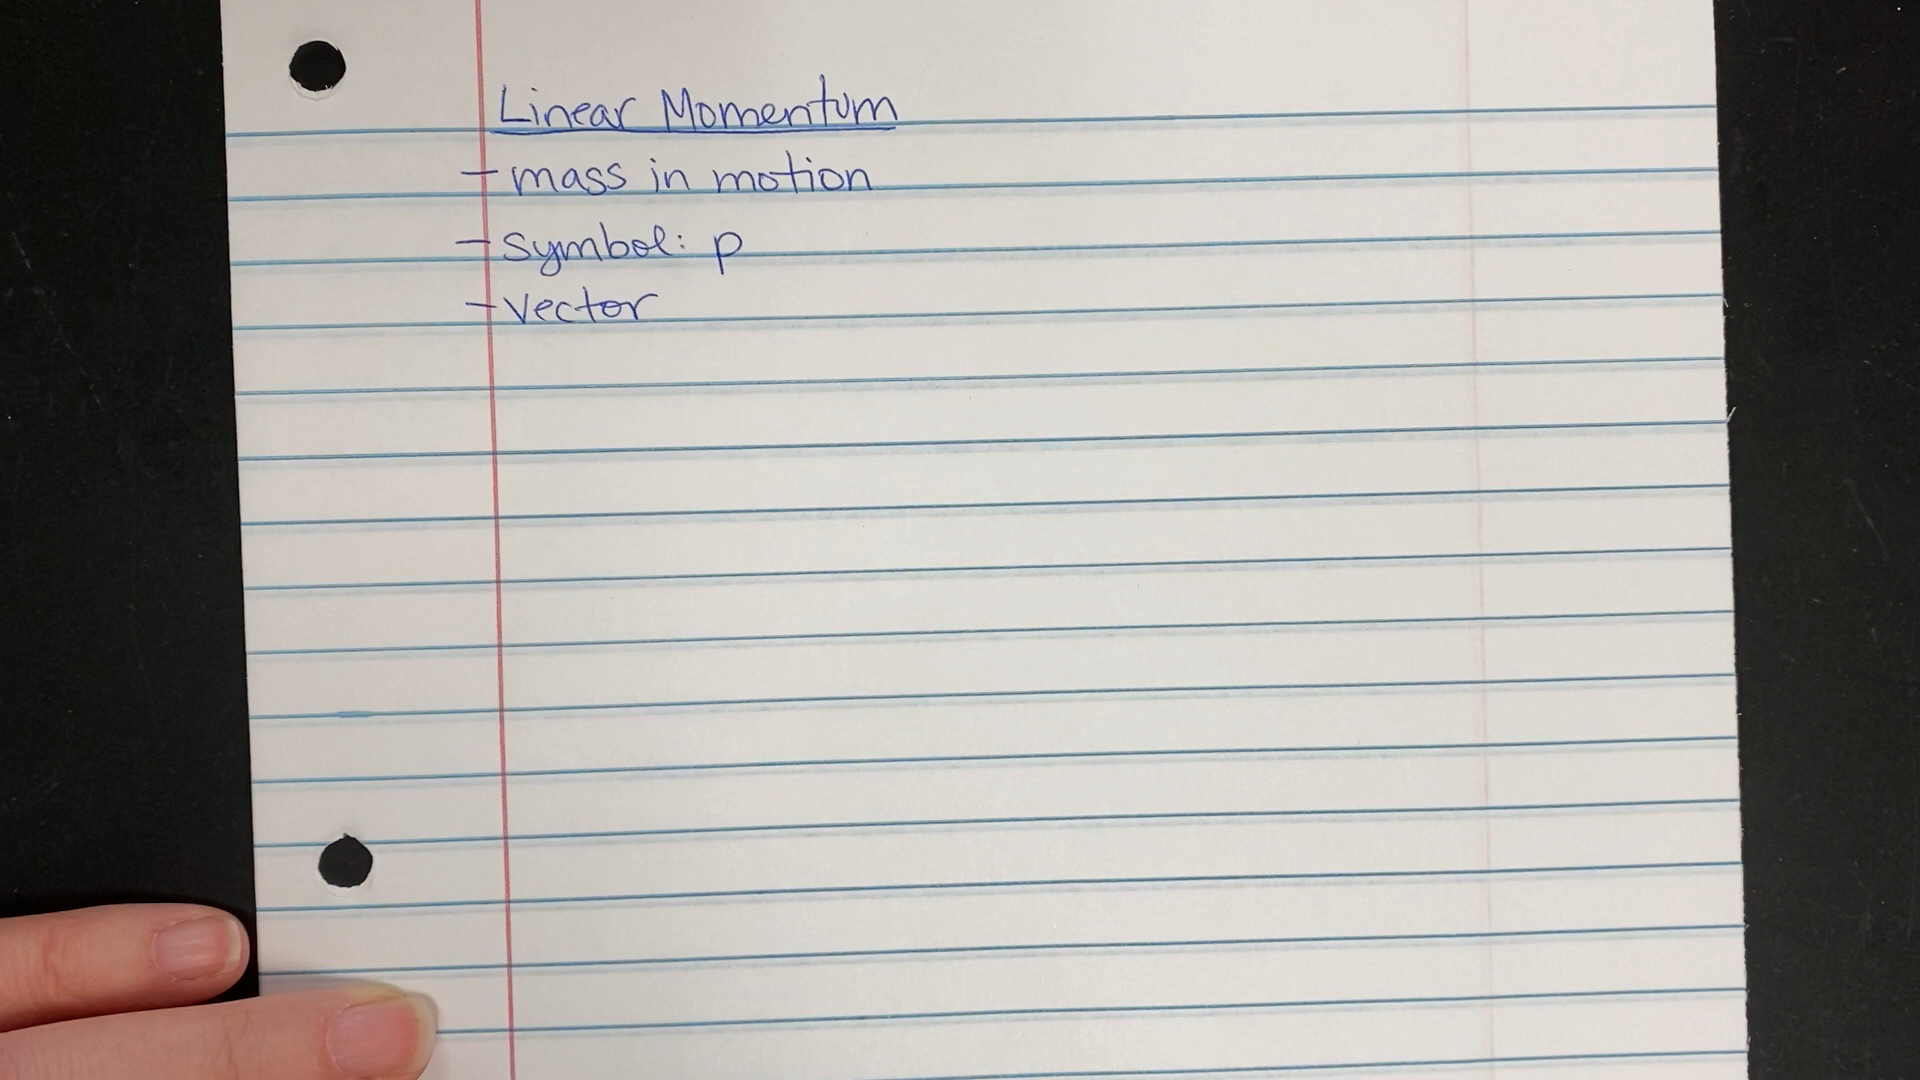 Linear Momentum
- mass in motion
- symbol: p
- vector